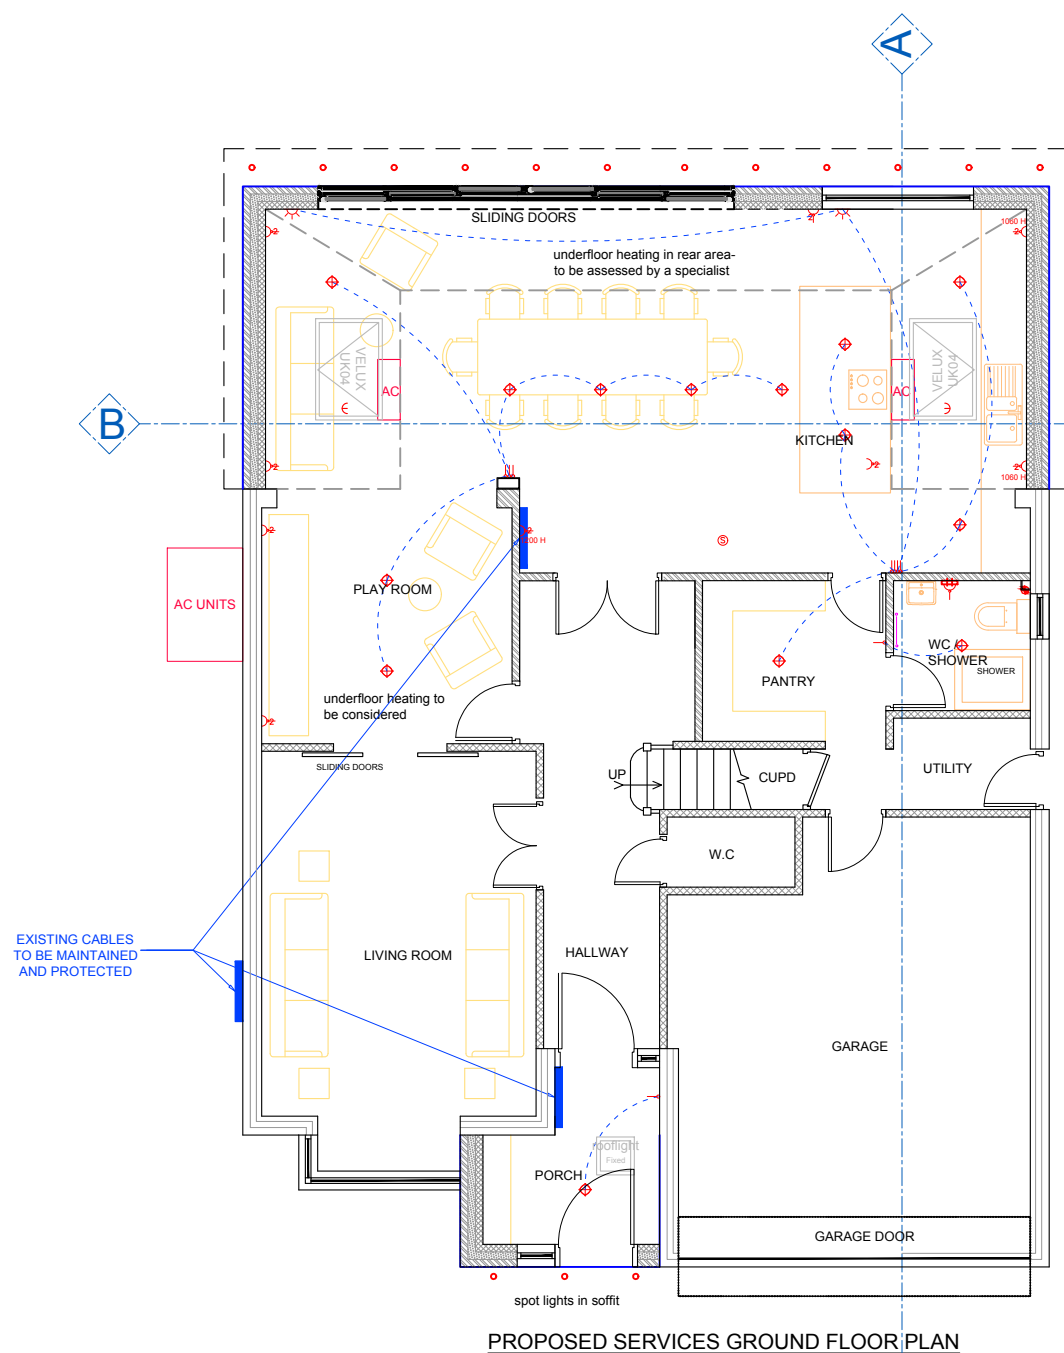 A
SLIDING DOORS
1060 H
underfloor heating in rear area-
to be assessed by a specialist
VELUX
UK04
AC
AC
VELUX
UK04
B
KITCHEN
2
1060 H
S
AC UNITS
PLAY ROOM
WC /
SHOWER
SHOWER
PANTRY
underfloor heating to
be considered
SLIDING DOORS
UP
CUPD
UTILITY
W.C
EXISTING CABLES
TO BE MAINTAINED
AND PROTECTED
LIVING ROOM
HALLWAY
GARAGE
rooflight
Fixed
PORCH
GARAGE DOOR
spot lights in soffit
PROPOSED SERVICES GROUND FLOOR PLAN
A